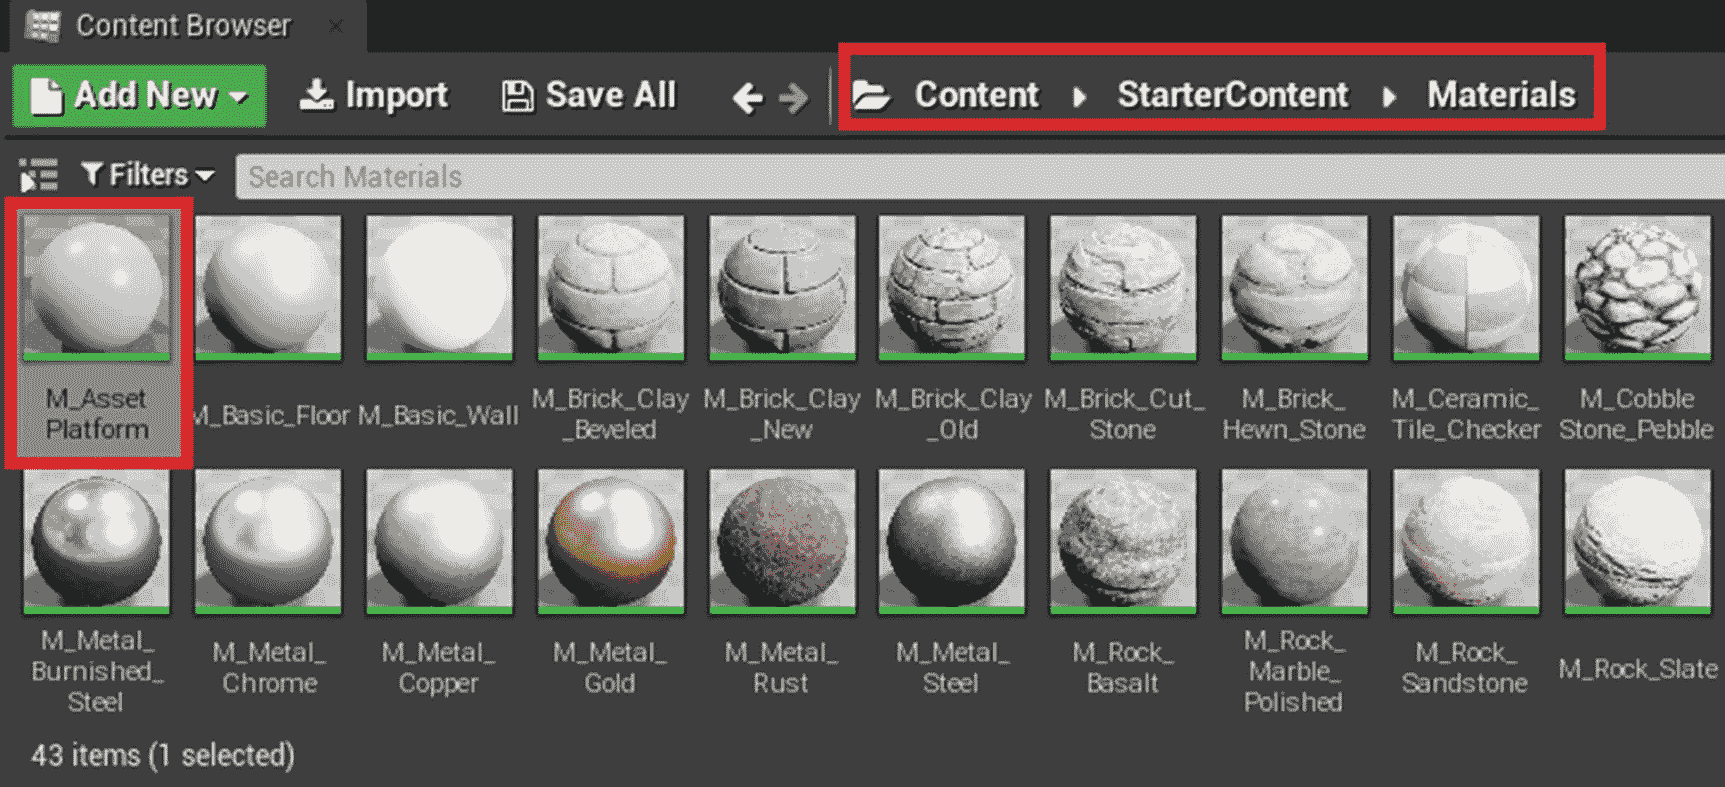 Content Browser
Add New
Import
Save All
Content
StarterContent
Materials
Filters
Search Materials
M_Asset
Platform
M_Basic_Floor
M_Basic_Wall
M_Brick_Clay
_Beveled
M_Brick_Clay
_New
M_Brick_Clay
_Old
M_Brick_Cut_
Stone
M_Brick_
Hewn_Stone
M_Ceramic_
Tile_Checker
M_Cobble
Stone_Pebble
M_Metal_
Burnished_
Steel
M_Metal_
Chrome
M_Metal_
Copper
M_Metal_
Gold
M_Metal_
Rust
M_Metal_
Steel
M_Rock_
Basalt
M_Rock_
Marble_
Polished
M_Rock_
Sandstone
M_Rock_Slate
43 items (1 selected)